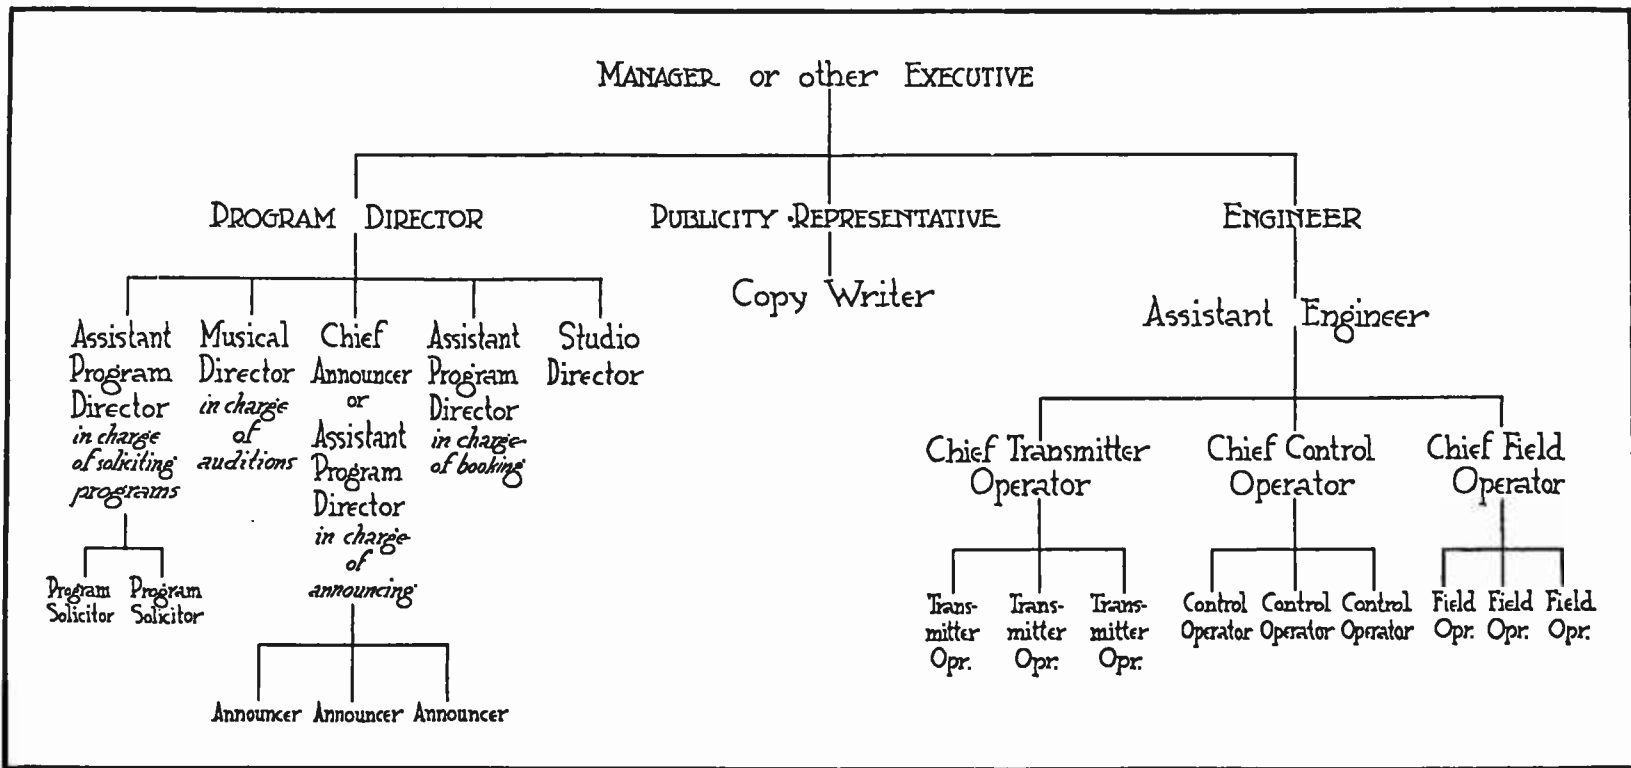 MANAGER or other EXECUTIVE
PROGRAM DIRECTOR
PUBLICITY REPRESENTATIVE
ENGINEER
Copy Writer
Assistant Engineer
Assistant
Program
Director
in charge
of soliciting
programs
Musical
Director
in charge
of
auditions
Chief
Announcer
or
Assistant
Program
Director
in charge
of
announcing
Assistant
Program
Director
in charge
of booking
Studio
Director
Chief Transmitter
Operator
Chief Control
Operator
Chief Field
Operator
Program
Solicitor
Program
Solicitor
Announcer Announcer Announcer
Trans-
mitter
Opr.
Trans-
mitter
Opr.
Trans-
mitter
Opr.
Control
Operator
Control
Operator
Control
Operator
Field
Opr.
Field
Opr.
Field
Opr.